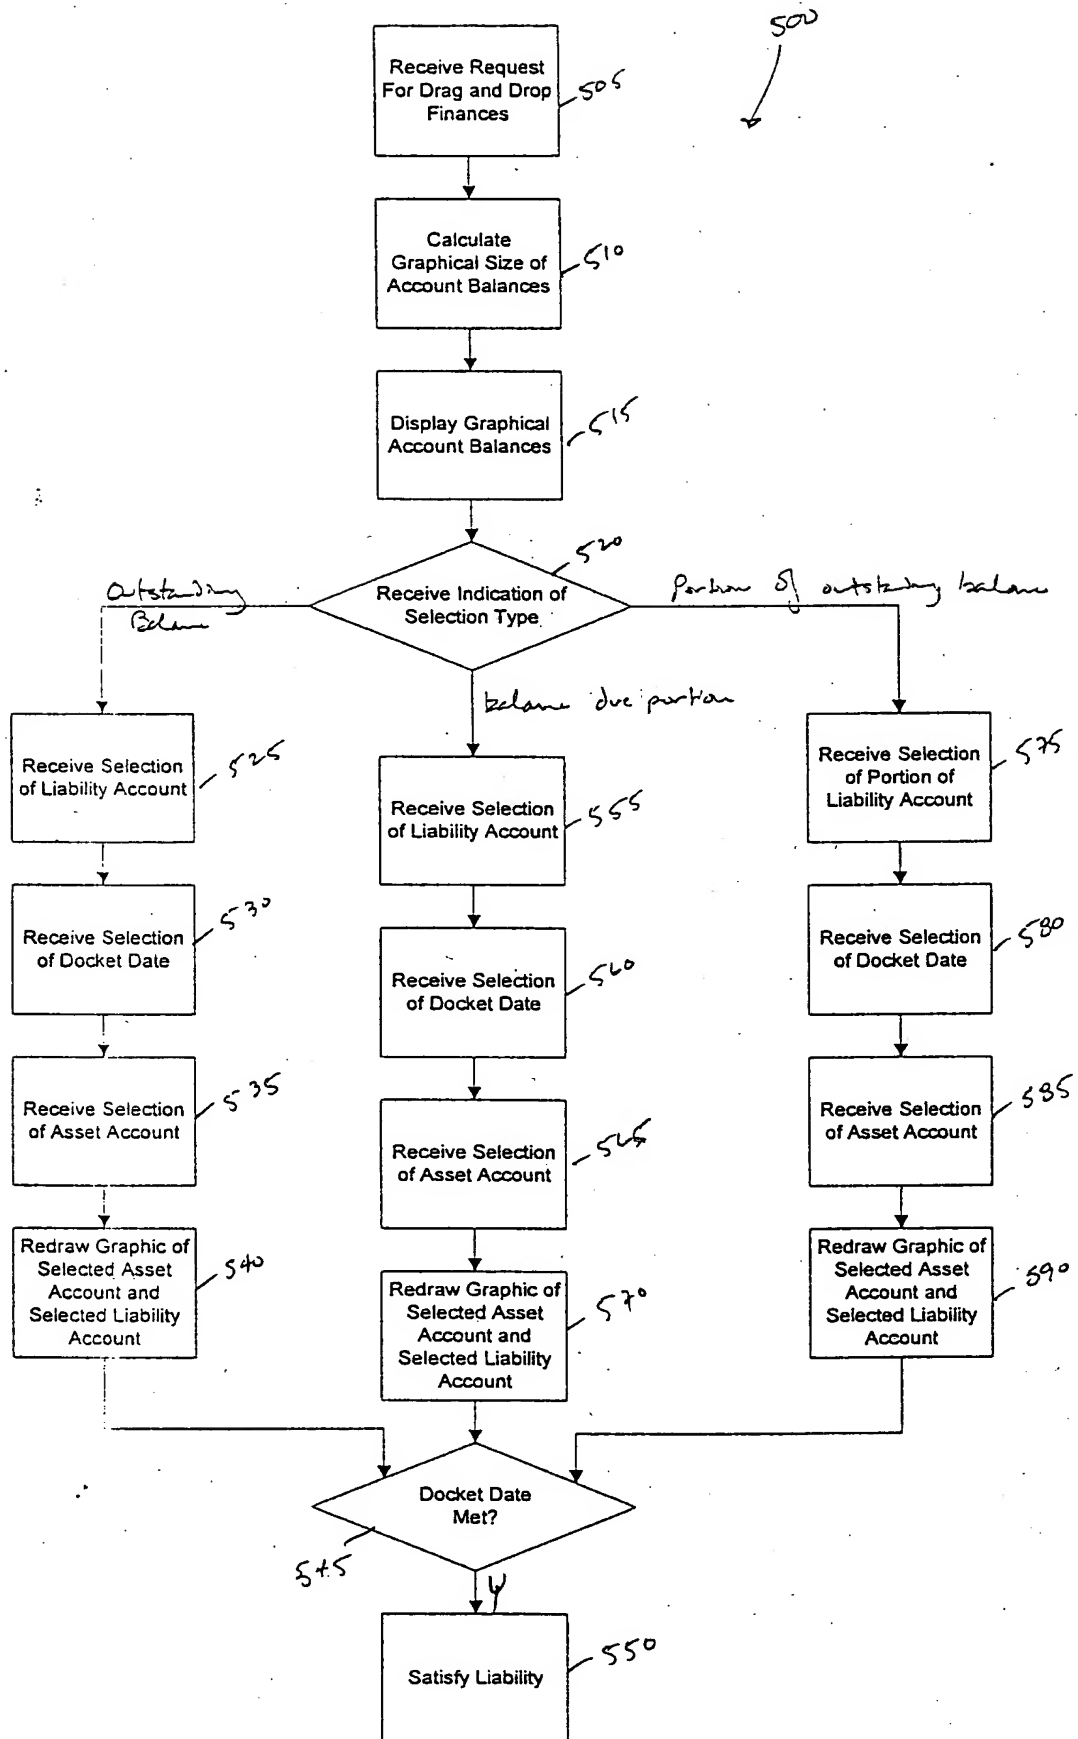 500
Receive Request
For Drag and Drop
Finances
505
Calculate
Graphical Size of
Account Balances
510
Display Graphical
Account Balances
515
520
Receive Indication of
Selection Type
Outstanding
Balance
balance due portion
Portion of outstanding balance
Receive Selection
of Liability Account
525
Receive Selection
of Docket Date
530
Receive Selection
of Asset Account
535
Redraw Graphic of
Selected Asset
Account and
Selected Liability
Account
540
Receive Selection
of Liability Account
555
Receive Selection
of Docket Date
560
Receive Selection
of Asset Account
565
Redraw Graphic of
Selected Asset
Account and
Selected Liability
Account
570
Receive Selection
of Portion of
Liability Account
575
Receive Selection
of Docket Date
580
Receive Selection
of Asset Account
585
Redraw Graphic of
Selected Asset
Account and
Selected Liability
Account
590
Docket Date
Met?
545
Y
Satisfy Liability
550